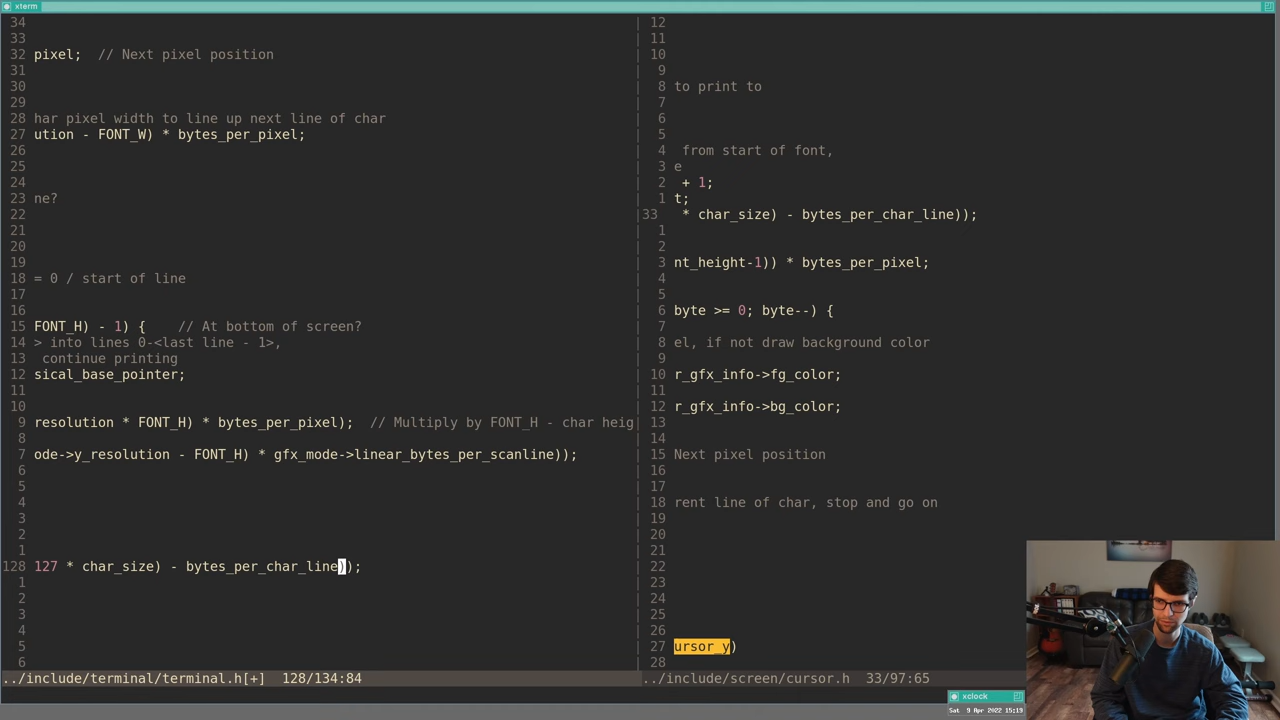 xterm
34
33
32 pixel;  // Next pixel position
31
30
29
28 har pixel width to line up next line of char
27 ution - FONT_W) * bytes_per_pixel;
26
25
24
23 ne?
22
21
20
19
18 = 0 / start of line
17
16
15 FONT_H) - 1) {    // At bottom of screen?
14 > into lines 0-<last line - 1>,
13  continue printing
12 sical_base_pointer;
11
10
9 resolution * FONT_H) * bytes_per_pixel);  // Multiply by FONT_H - char heig
8
7 ode->y_resolution - FONT_H) * gfx_mode->linear_bytes_per_scanline));
6
5
4
3
2
1
128 127 * char_size) - bytes_per_char_line));
1
2
3
4
5
6
../include/terminal/terminal.h[+]  128/134:84
12
11
10
9
8 to print to
7
6
5
4  from start of font,
3 e
2  + 1;
1 t;
33  * char_size) - bytes_per_char_line));
1
2
3 nt_height-1)) * bytes_per_pixel;
4
5
6 byte >= 0; byte--) {
7
8 el, if not draw background color
9
10 r_gfx_info->fg_color;
11
12 r_gfx_info->bg_color;
13
14
15 Next pixel position
16
17
18 rent line of char, stop and go on
19
20
21
22
23
24
25
26
27 ursor_y)
28
../include/screen/cursor.h  33/97:65
xclock
Sat  9 Apr 2022 15:19